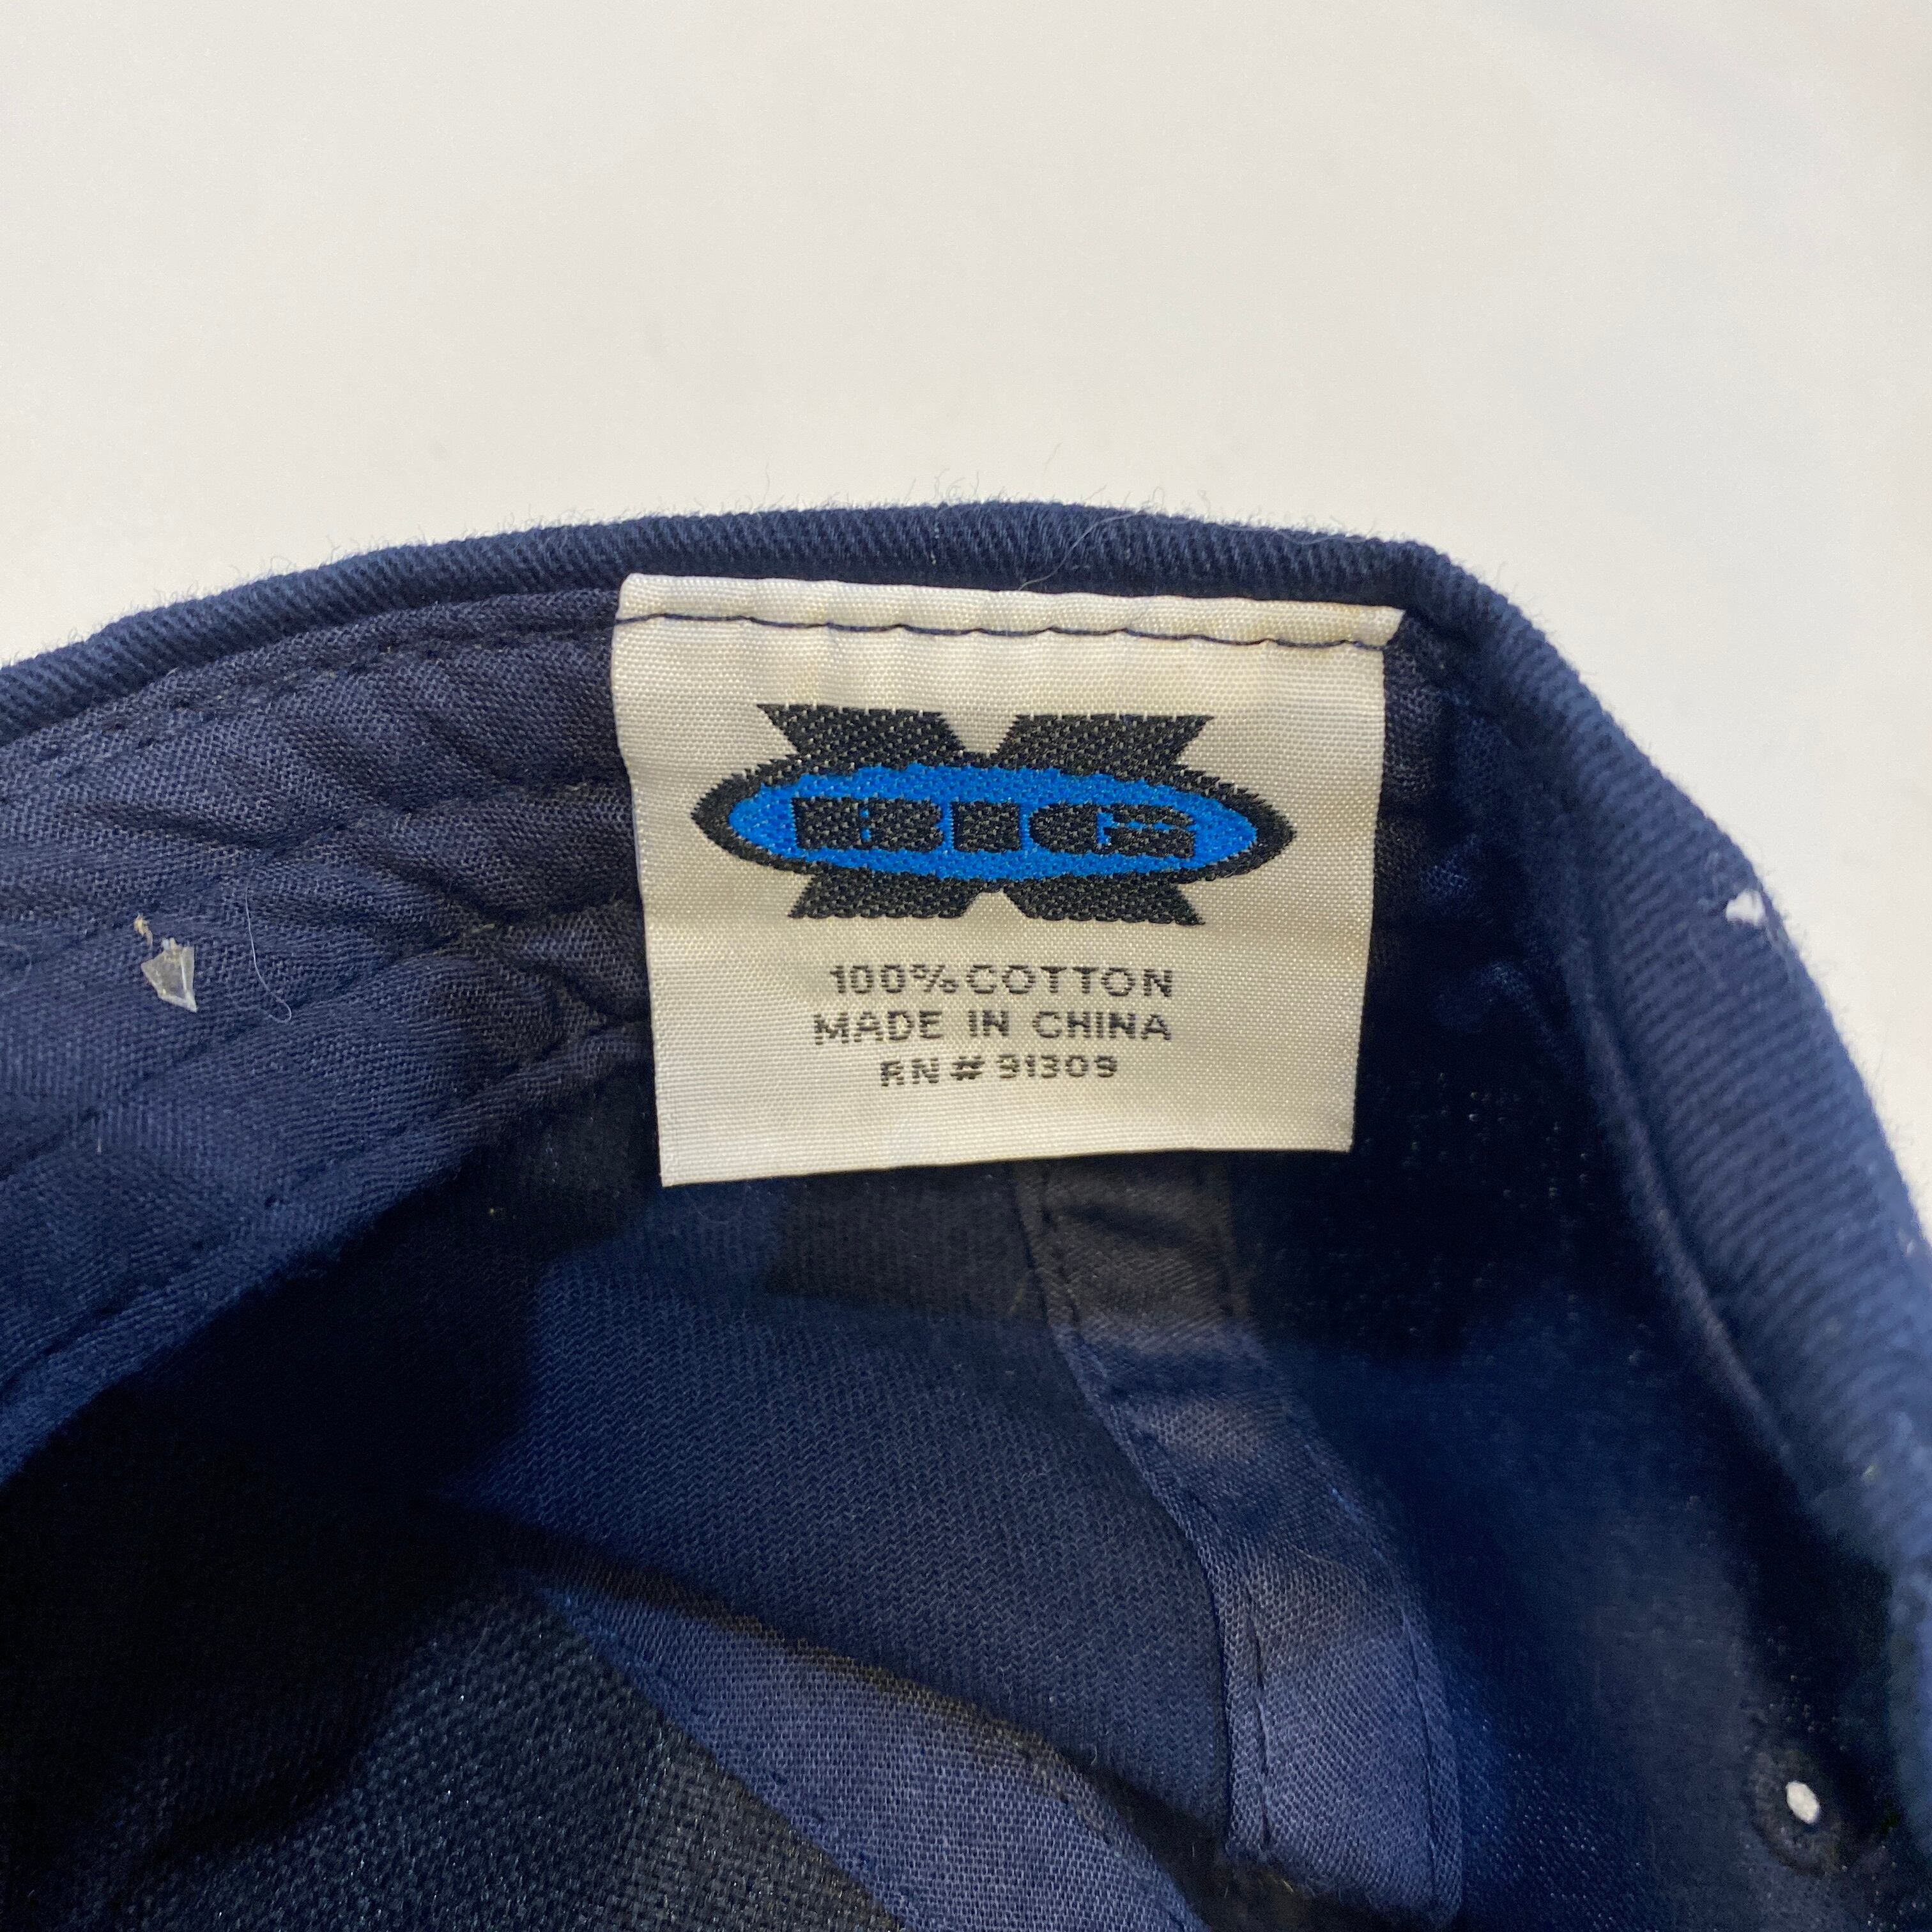 BIG
100% COTTON
MADE IN CHINA
RN # 91309